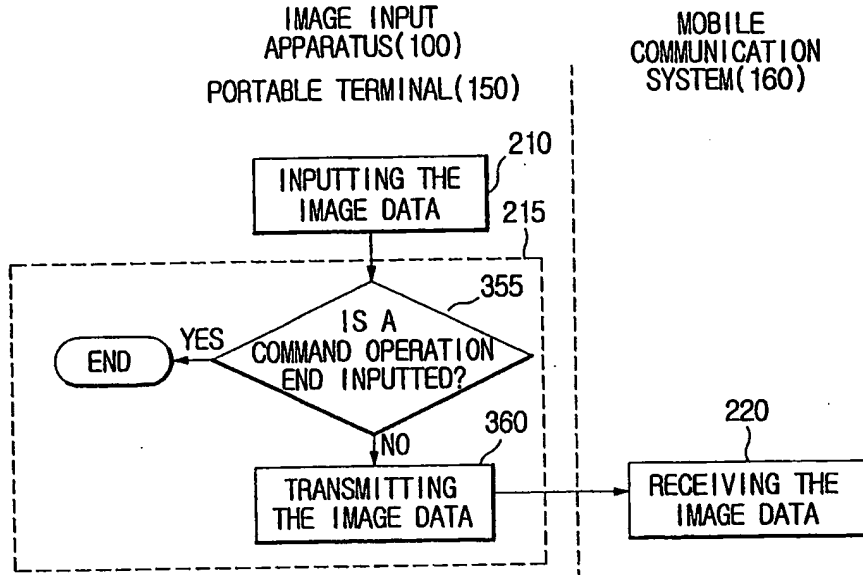 IMAGE INPUT
APPARATUS(100)
PORTABLE TERMINAL(150)
MOBILE
COMMUNICATION
SYSTEM(160)
210
INPUTTING THE
IMAGE DATA
215
355
IS A
COMMAND OPERATION
END INPUTTED?
YES
END
NO
360
TRANSMITTING
THE IMAGE DATA
220
RECEIVING THE
IMAGE DATA